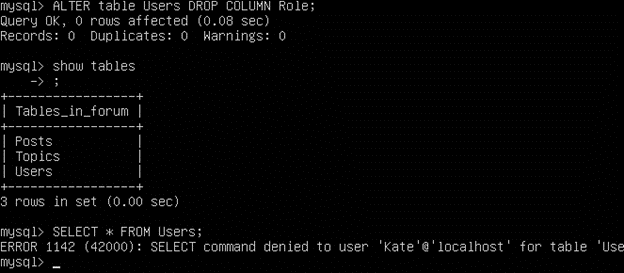 mysql> ALTER table Users DROP COLUMN Role;
Query OK, 0 rows affected (0.08 sec)
Records: 0  Duplicates: 0  Warnings: 0
mysql> show tables
    -> ;
+-----------------+
| Tables_in_forum |
+-----------------+
| Posts           |
| Topics          |
| Users           |
+-----------------+
3 rows in set (0.00 sec)
mysql> SELECT * FROM Users;
ERROR 1142 (42000): SELECT command denied to user 'Kate'@'localhost' for table 'Use
mysql> _